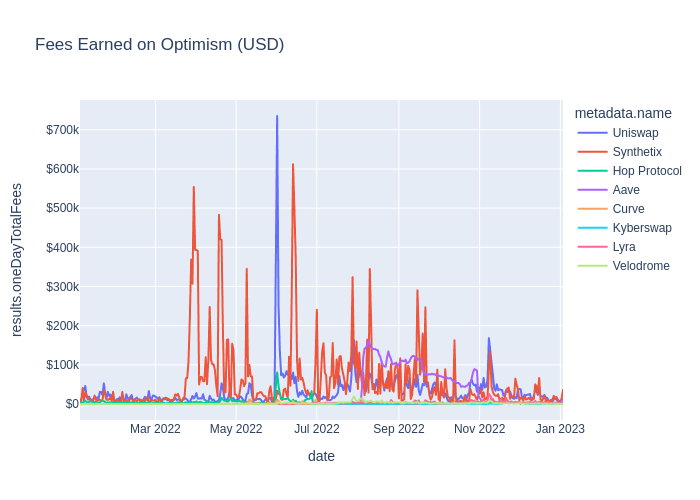 Fees Earned on Optimism (USD)
metadata.name
Uniswap
Synthetix
Hop Protocol
Aave
Curve
Kyberswap
Lyra
Velodrome
results.oneDayTotalFees
$700k
$600k
$500k
$400k
$300k
$200k
$100k
$0
Mar 2022
May 2022
Jul 2022
Sep 2022
Nov 2022
Jan 2023
date